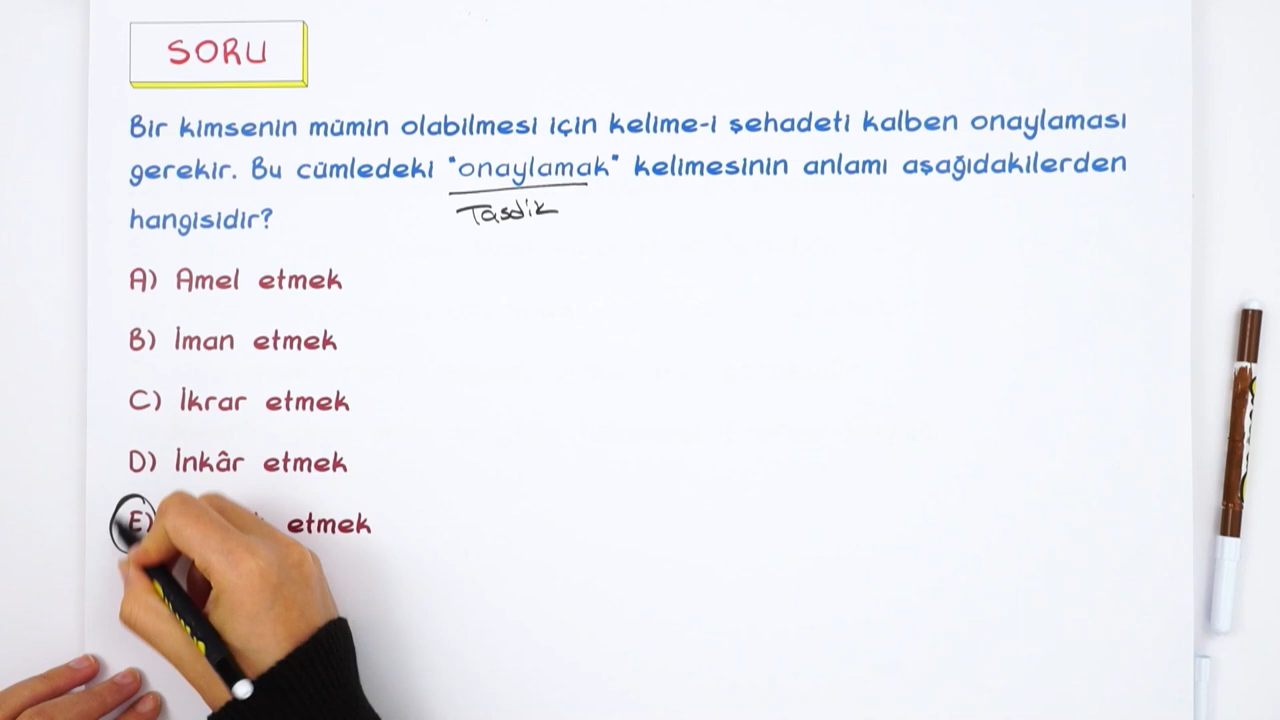 SORU
Bir kimsenin mümin olabilmesi için kelime-i şehadeti kalben onaylaması
gerekir. Bu cümledeki "onaylamak" kelimesinin anlamı aşağıdakilerden
Tasdik
hangisidir?
A) Amel etmek
B) İman etmek
C) İkrar etmek
D) İnkâr etmek
E) etmek